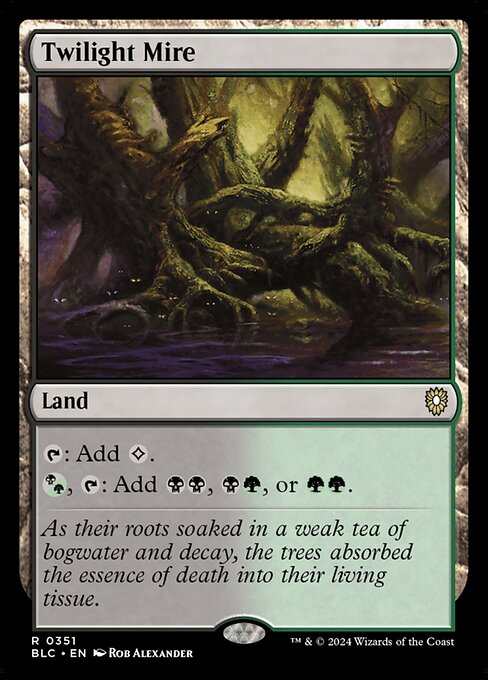 Twilight Mire
Land
: Add .
, : Add , , or .
As their roots soaked in a weak tea of
bogwater and decay, the trees absorbed
the essence of death into their living
tissue.
R 0351
BLC • EN Rob Alexander
™ & © 2024 Wizards of the Coast